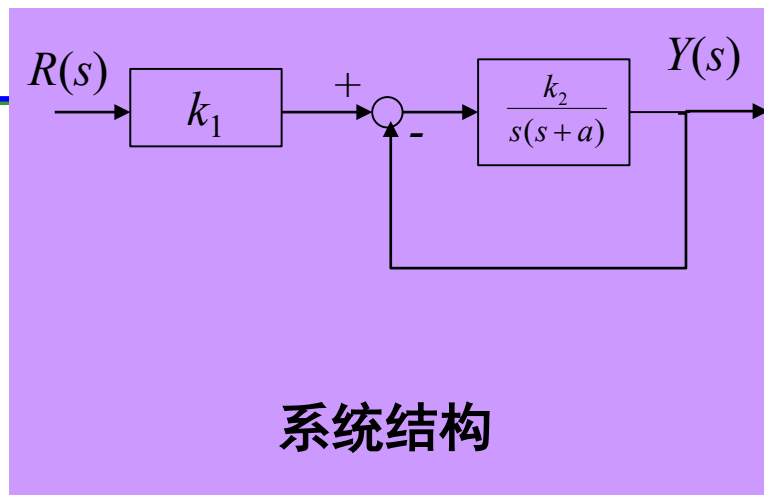 R(s)
k₁
+
-
k₂
s(s + a)
Y(s)
系统结构